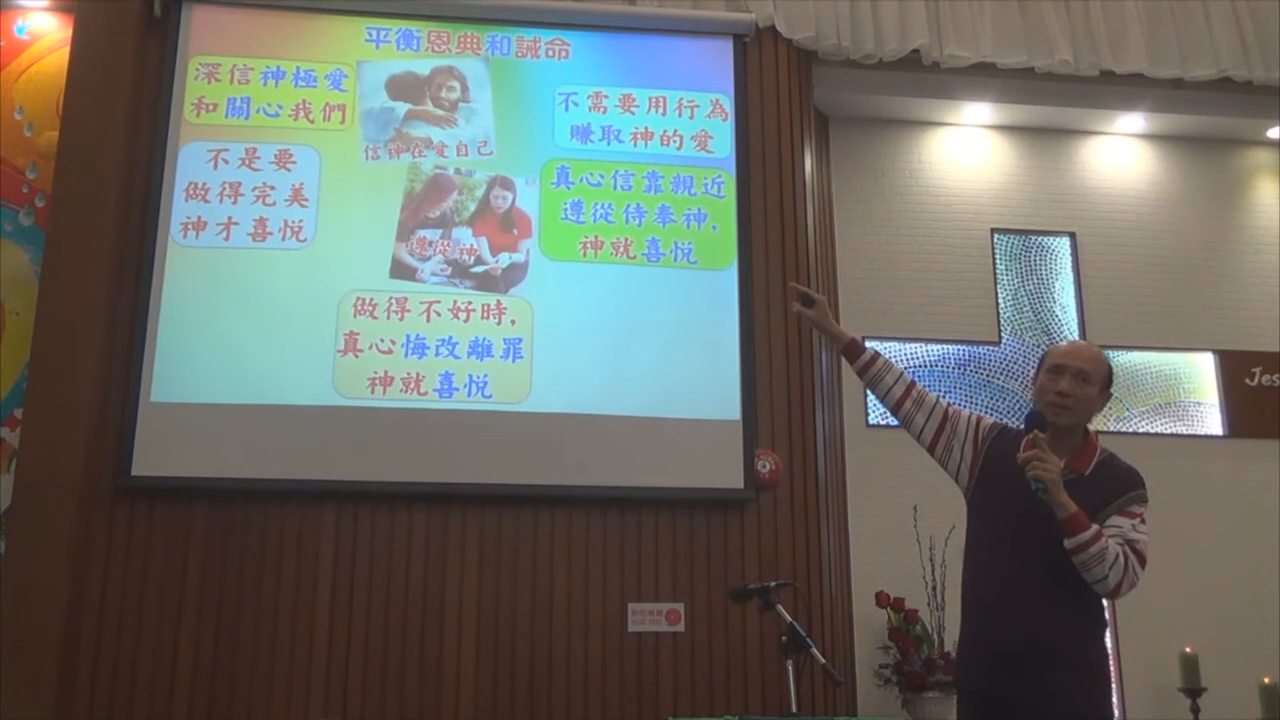 平衡恩典和誡命
深信神極愛
和關心我們
信神在愛自己
不需要用行為
賺取神的愛
不是要
做得完美
神才喜悅
遵從神
真心信靠親近
遵從侍奉神,
神就喜悅
做得不好時,
真心悔改離罪
神就喜悅
Jes